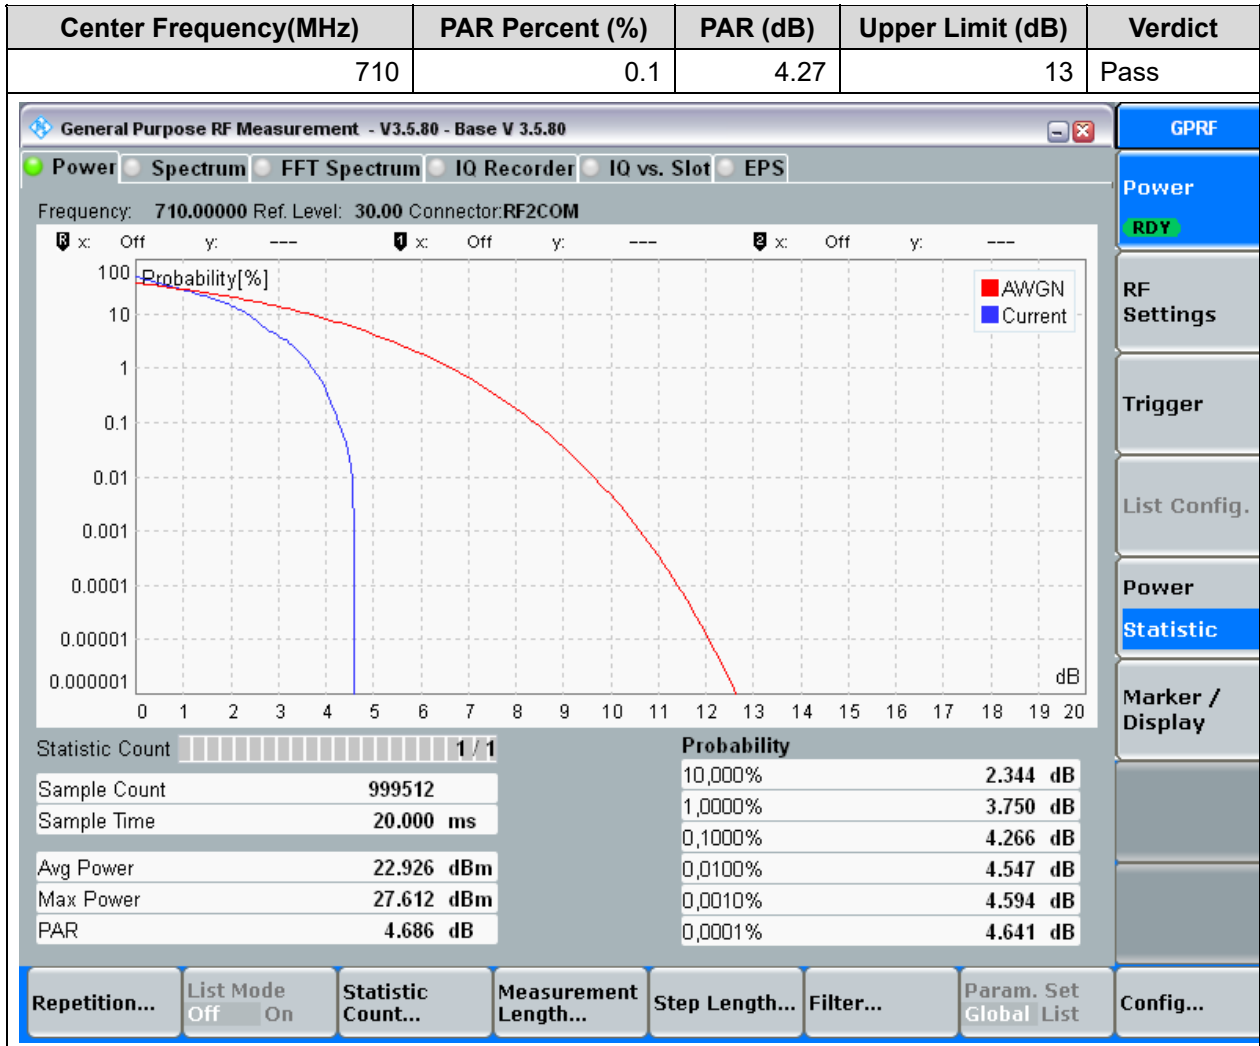 Center Frequency(MHz) PAR Percent (%) PAR (dB) Upper Limit (dB) Verdict
710 0.1 4.27 13 Pass
General Purpose RF Measurement - V3.5.80 - Base V 3.5.80
GPRF
Power Spectrum FFT Spectrum IQ Recorder IQ vs. Slot EPS
Power
RDY
Frequency: 710.00000 Ref. Level: 30.00 Connector:RF2COM
R x: Off y: --- 1 x: Off y: --- 2 x: Off y: ---
Probability[%]
AWGN
Current
100
10
1
0.1
0.01
0.001
0.0001
0.00001
0.000001
dB
0 1 2 3 4 5 6 7 8 9 10 11 12 13 14 15 16 17 18 19 20
RF
Settings
Trigger
List Config.
Power
Statistic
Marker /
Display
Statistic Count 1 / 1
Sample Count 999512
Sample Time 20.000 ms
Avg Power 22.926 dBm
Max Power 27.612 dBm
PAR 4.686 dB
Probability
10,000% 2.344 dB
1,0000% 3.750 dB
0,1000% 4.266 dB
0,0100% 4.547 dB
0,0010% 4.594 dB
0,0001% 4.641 dB
Repetition...
List Mode
Off On
Statistic
Count...
Measurement
Length...
Step Length...
Filter...
Param. Set
Global List
Config...